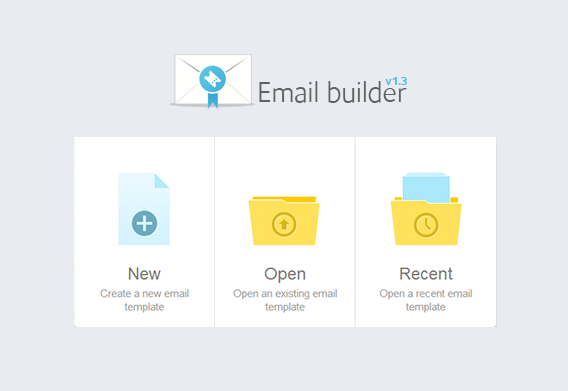 Email builder v1.3
New
Create a new email
template
Open
Open an existing email
template
Recent
Open a recent email
template